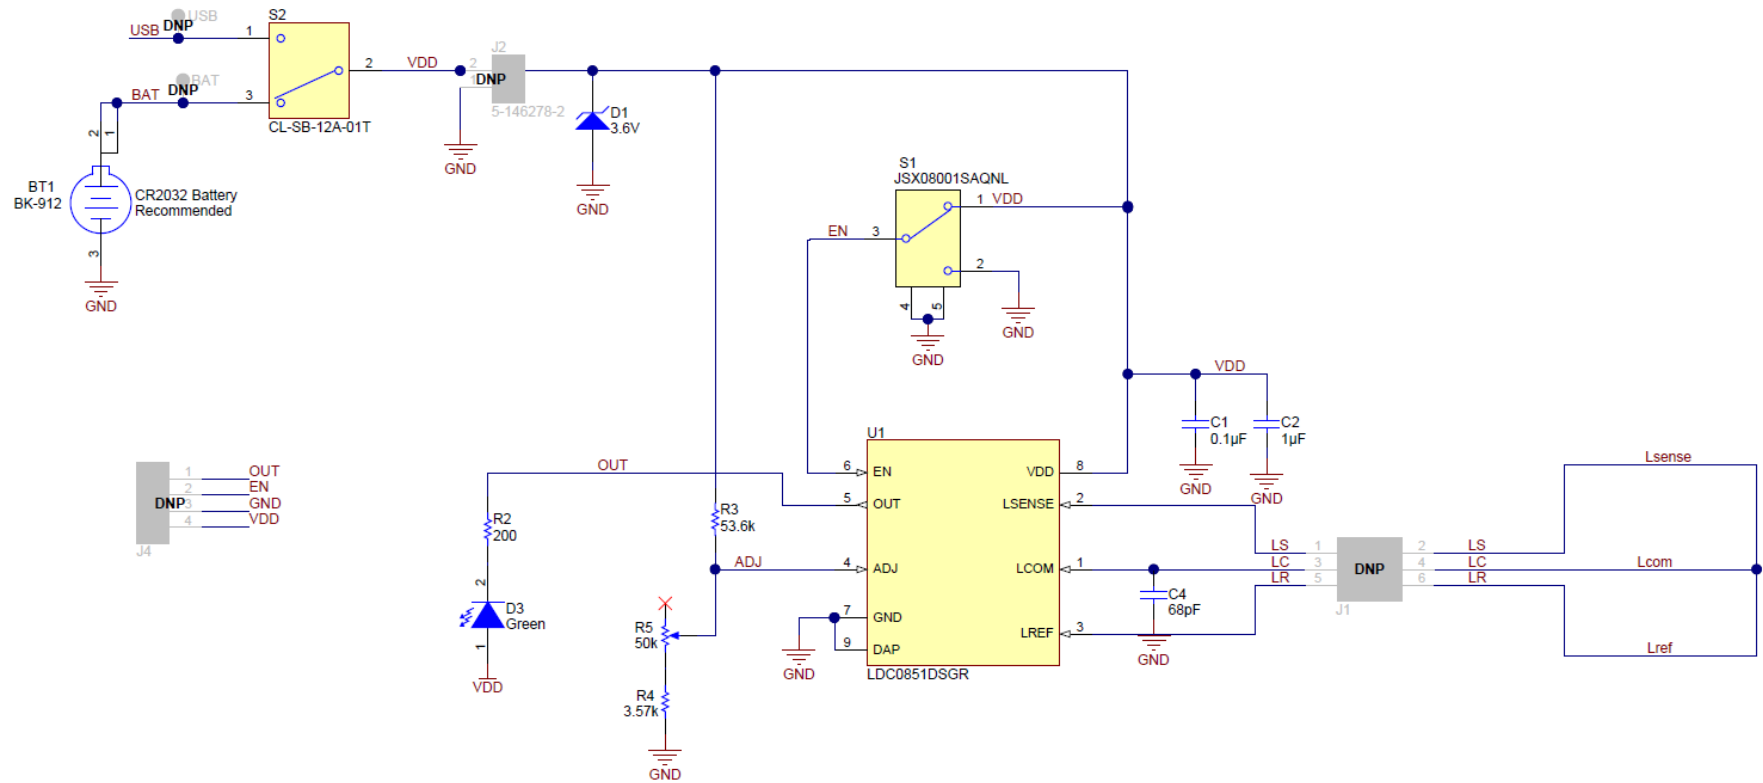 USB
USB
DNP
S2
1
2
VDD
BAT
BAT
DNP
3
CL-SB-12A-01T
J2
2
1
DNP
5-146278-2
GND
D1
3.6V
GND
2
1
BT1
BK-912
CR2032 Battery
Recommended
3
GND
S1
JSX08001SAQNL
1
VDD
EN
3
2
4
5
GND
GND
VDD
C1
0.1µF
C2
1µF
GND
GND
U1
6
EN
5
OUT
4
ADJ
7
GND
9
DAP
VDD
8
LSENSE
2
LCOM
1
LREF
3
LDC0851DSGR
GND
OUT
R2
200
2
D3
Green
1
VDD
R3
53.6k
ADJ
R5
50k
R4
3.57k
GND
C4
68pF
GND
LS
1
LC
3
LR
5
DNP
J1
2
LS
4
LC
6
LR
Lsense
Lcom
Lref
1
OUT
2
EN
DNP
3
GND
4
VDD
J4